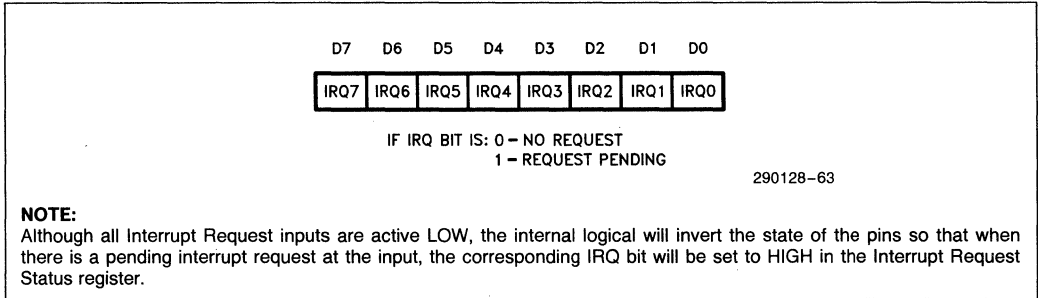 D7 D6 D5 D4 D3 D2 D1 D0
IRQ7 IRQ6 IRQ5 IRQ4 IRQ3 IRQ2 IRQ1 IRQ0
IF IRQ BIT IS: 0 – NO REQUEST
1 – REQUEST PENDING
290128–63
NOTE:
Although all Interrupt Request inputs are active LOW, the internal logical will invert the state of the pins so that when
there is a pending interrupt request at the input, the corresponding IRQ bit will be set to HIGH in the Interrupt Request
Status register.